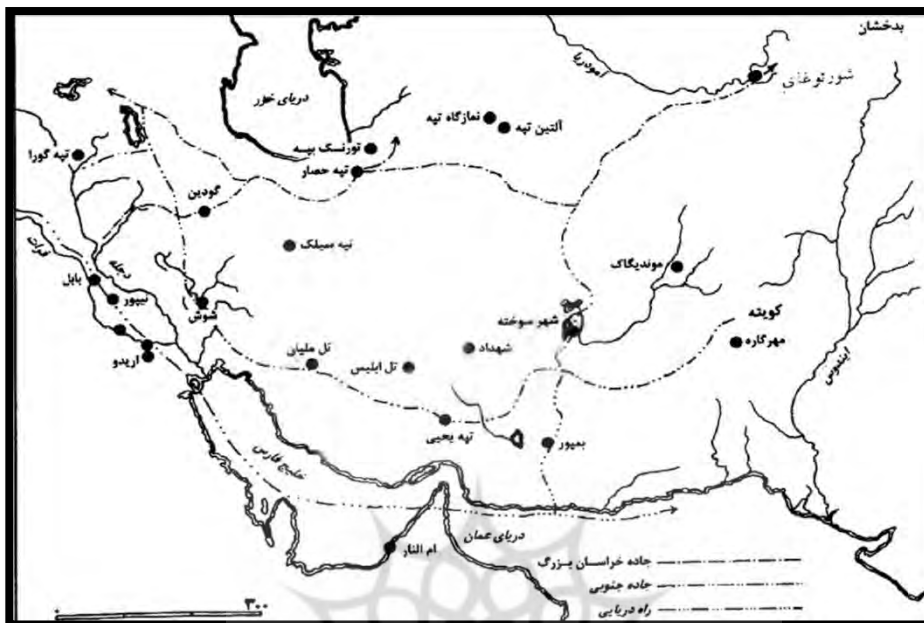 بدخشان
آمودریا
شورتوغای
دریای خزر
نمازگاه تپه
آلتین تپه
تپه گورا
تورنگ بپه
تپه حصار
گودین
تپه سیلک
موندیگاک
فرات
دجله
بابل
نیپور
شوش
شهر سوخته
کویته
مهرگاره
ایندوس
اریدو
تل ملیان
تل ابلیس
شهداد
تپه یحیی
بمپور
خلیج فارس
دریای عمان
ام النار
جاده خراسان بزرگ
جاده جنوبی
راه دریایی
۳۰۰